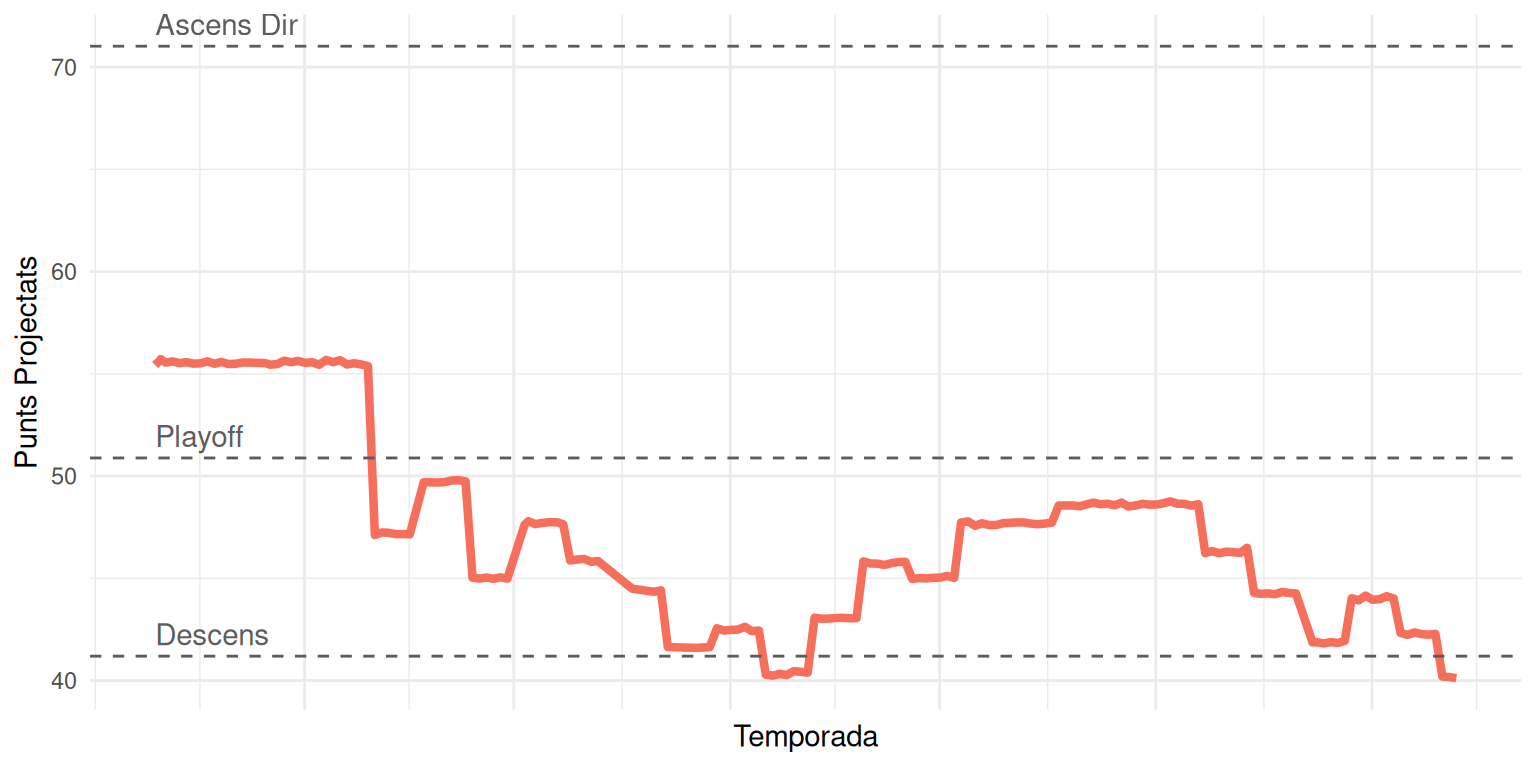 Ascens Dir
70
60
Punts Projectats
Playoff
50
Descens
40
Temporada